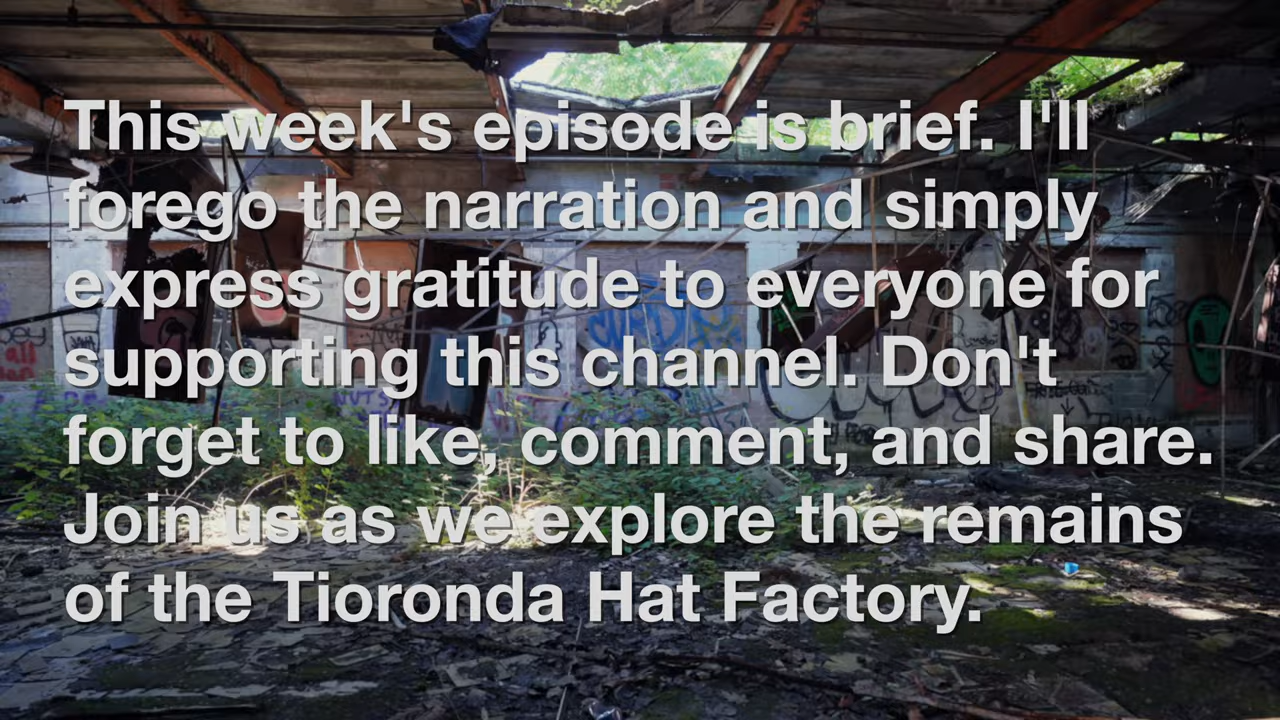 This week's episode is brief. I'll
forego the narration and simply
express gratitude to everyone for
supporting this channel. Don't
forget to like, comment, and share.
Join us as we explore the remains
of the Tioronda Hat Factory.
all
NUTS